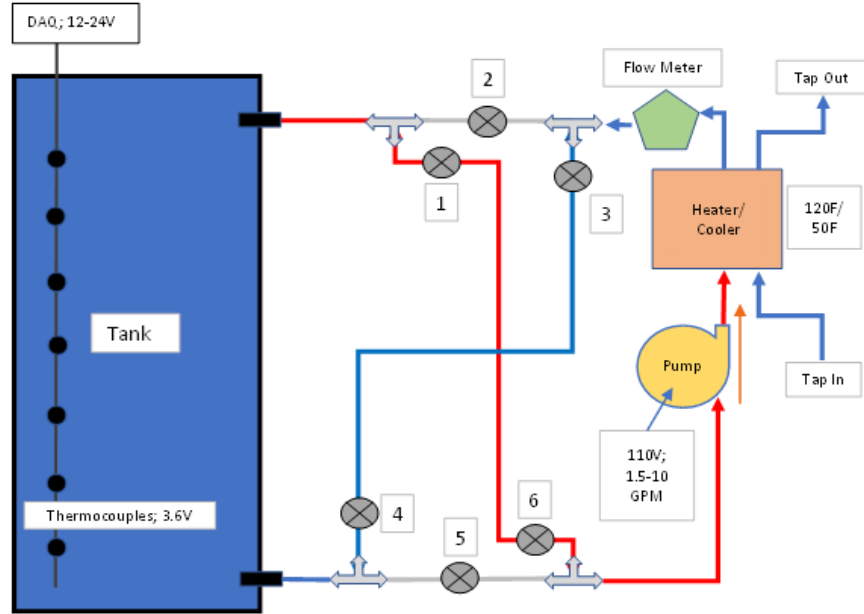 DAQ; 12-24V
2
Flow Meter
Tap Out
1
3
Heater/
Cooler
120F/
50F
Tank
Pump
Tap In
110V;
1.5-10
GPM
Thermocouples; 3.6V
4
6
5